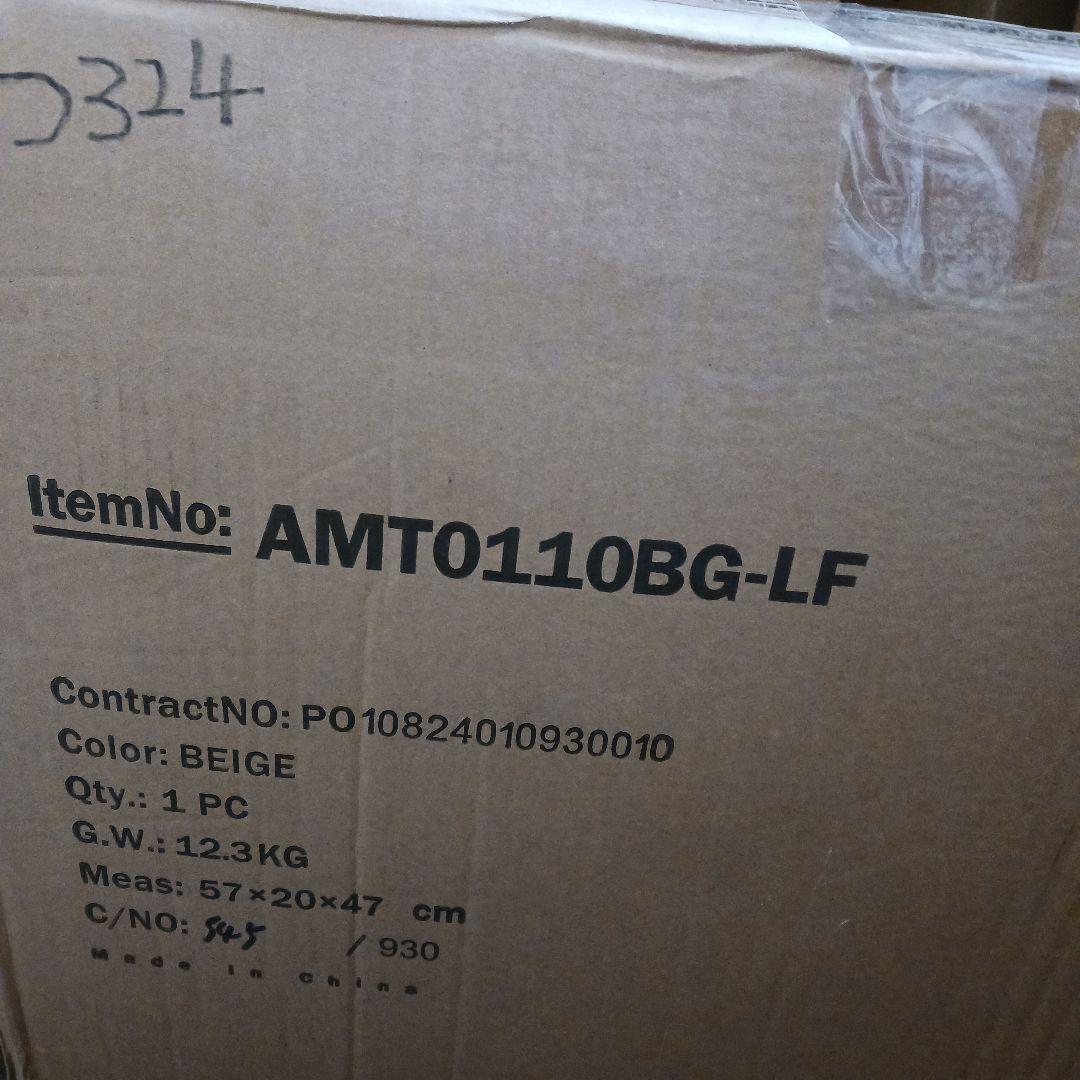 324
ItemNo: AMT0110BG-LF
ContractNO: PO10824010930010
Color: BEIGE
Qty.: 1 PC
G.W.: 12.3KG
Meas: 57×20×47 cm
C/NO: 545 / 930
Made in China